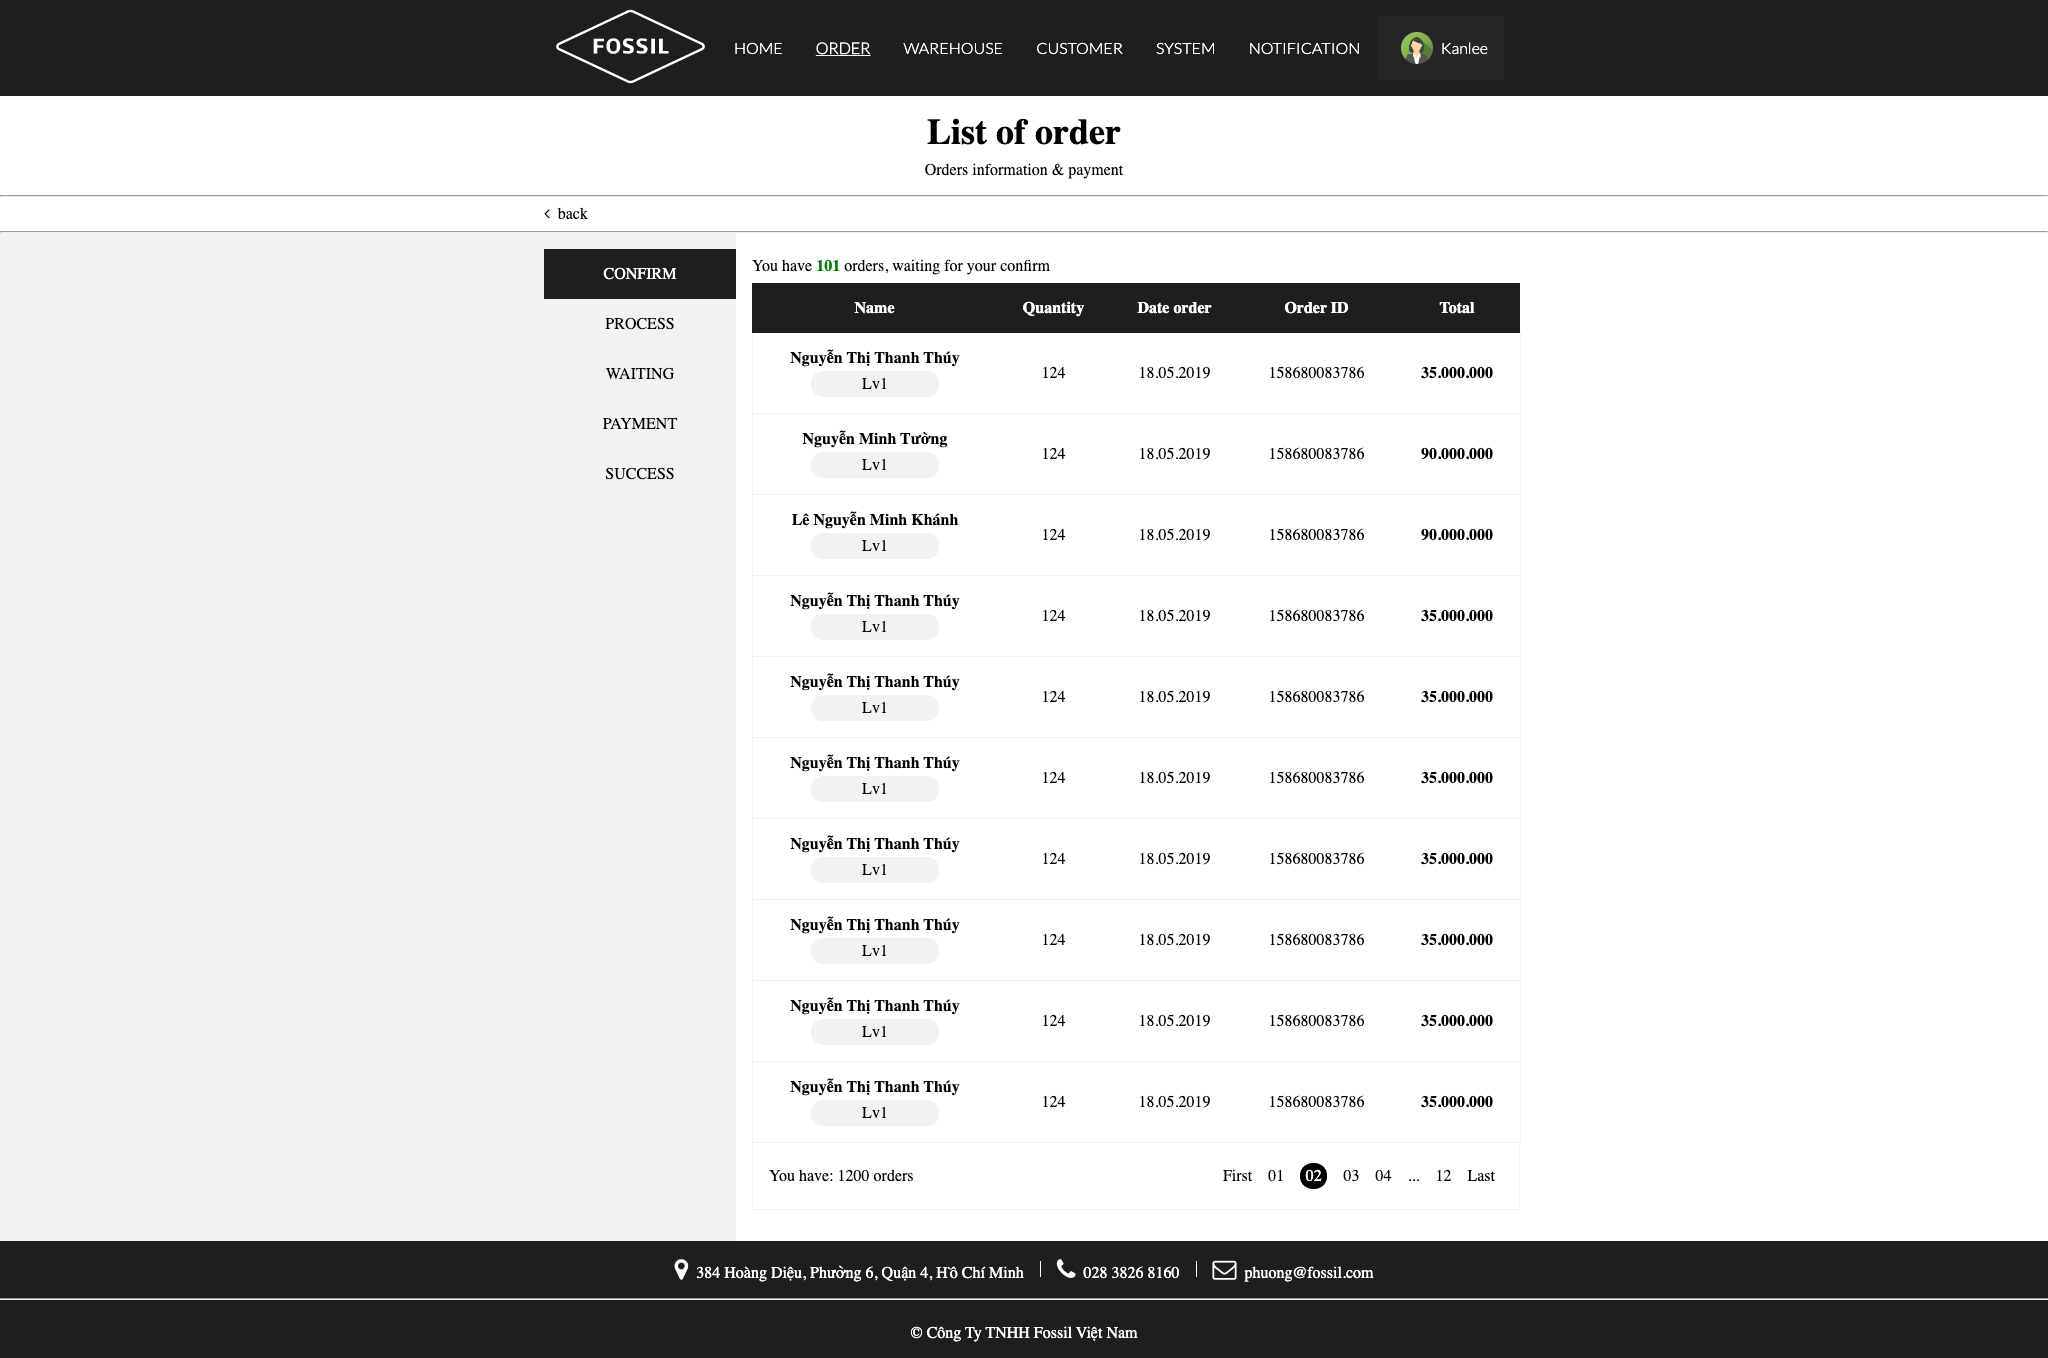 FOSSIL HOME ORDER WAREHOUSE CUSTOMER SYSTEM NOTIFICATION Kanlee
List of order
Orders information & payment
back
CONFIRM
PROCESS
WAITING
PAYMENT
SUCCESS
You have 101 orders, waiting for your confirm
Name Quantity Date order Order ID Total
Nguyễn Thị Thanh Thúy
Lv1
124 18.05.2019 158680083786 35.000.000
Nguyễn Minh Tường
Lv1
124 18.05.2019 158680083786 90.000.000
Lê Nguyễn Minh Khánh
Lv1
124 18.05.2019 158680083786 90.000.000
Nguyễn Thị Thanh Thúy
Lv1
124 18.05.2019 158680083786 35.000.000
Nguyễn Thị Thanh Thúy
Lv1
124 18.05.2019 158680083786 35.000.000
Nguyễn Thị Thanh Thúy
Lv1
124 18.05.2019 158680083786 35.000.000
Nguyễn Thị Thanh Thúy
Lv1
124 18.05.2019 158680083786 35.000.000
Nguyễn Thị Thanh Thúy
Lv1
124 18.05.2019 158680083786 35.000.000
Nguyễn Thị Thanh Thúy
Lv1
124 18.05.2019 158680083786 35.000.000
Nguyễn Thị Thanh Thúy
Lv1
124 18.05.2019 158680083786 35.000.000
You have: 1200 orders First 01 02 03 04 ... 12 Last
384 Hoàng Diệu, Phường 6, Quận 4, Hồ Chí Minh 028 3826 8160 phuong@fossil.com
© Công Ty TNHH Fossil Việt Nam